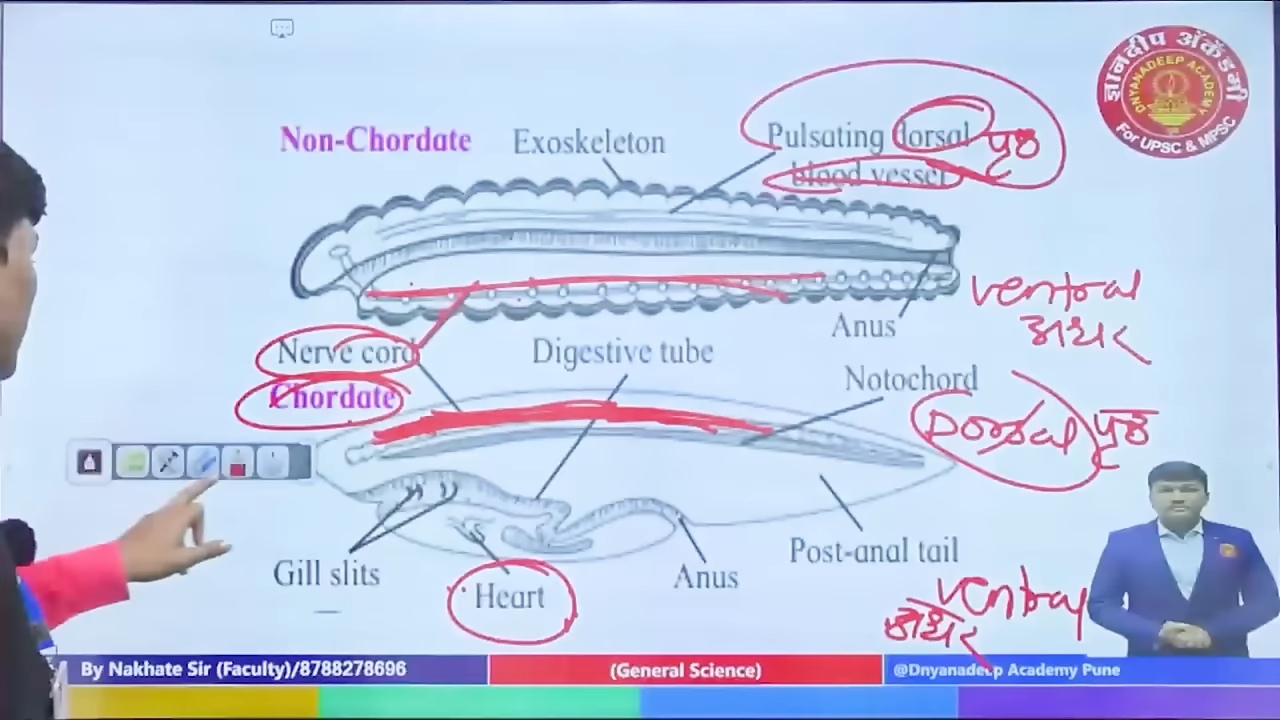 ज्ञानदीप ॲकॅडमी
DNYANADEEP ACADEMY
For UPSC & MPSC
Non-Chordate
Exoskeleton
Pulsating dorsal पृष्ठ
blood vessel
ventral
Anus
Nerve cord
Digestive tube
Chordate
Notochord
Dorsal पृष्ठ
Post-anal tail
Gill slits
Heart
Anus
ventral
By Nakhate Sir (Faculty)/8788278696
(General Science)
@Dnyanadeep Academy Pune